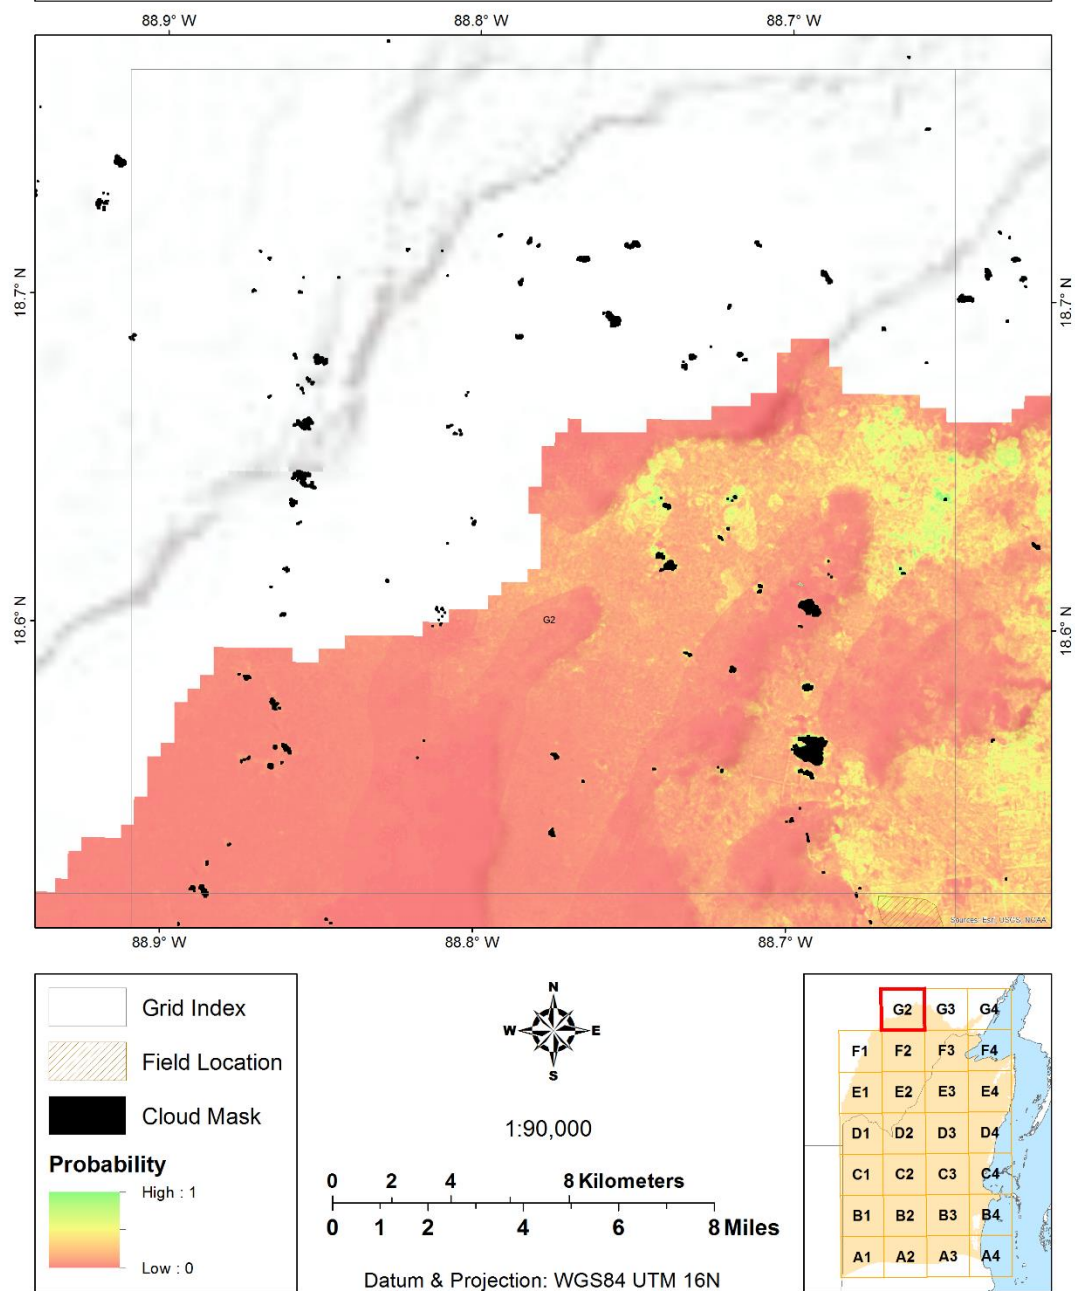 88.9° W
88.8° W
88.7° W
18.7° N
18.7° N
18.6° N
18.6° N
G2
Sources: Esri, USGS, NOAA
88.9° W
88.8° W
88.7° W
Grid Index
Field Location
Cloud Mask
Probability
High : 1
Low : 0
N
W E
S
1:90,000
0 2 4 8 Kilometers
0 1 2 4 6 8 Miles
Datum & Projection: WGS84 UTM 16N
G2 G3 G4
F1 F2 F3 F4
E1 E2 E3 E4
D1 D2 D3 D4
C1 C2 C3 C4
B1 B2 B3 B4
A1 A2 A3 A4